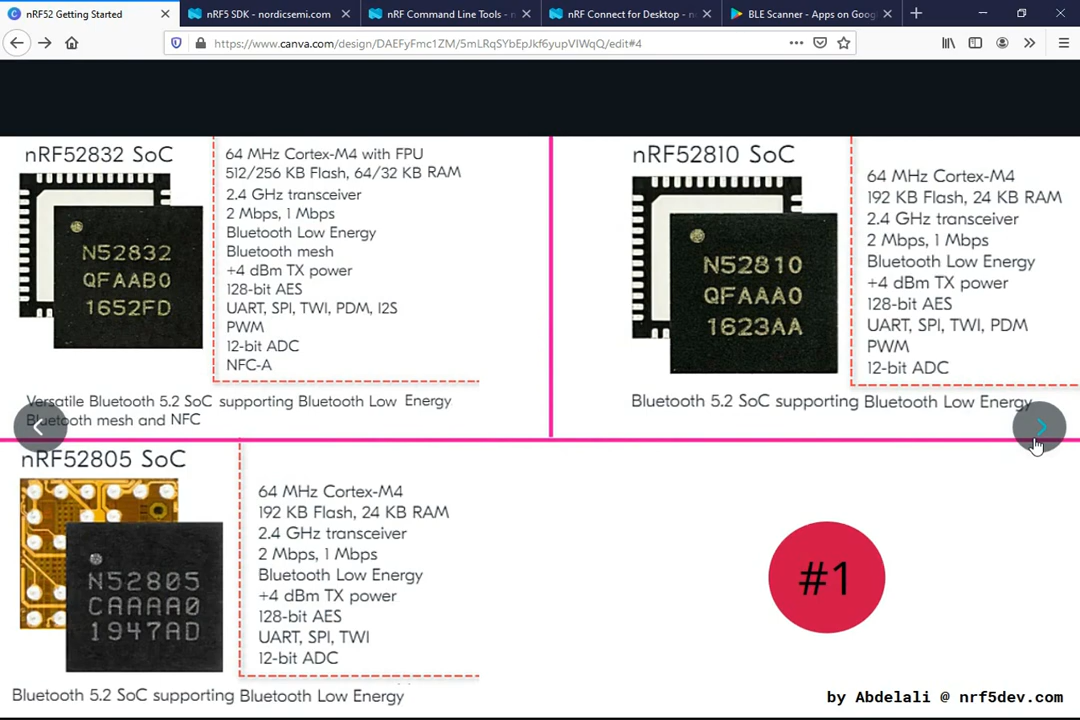 nRF52 Getting Started
nRF5 SDK - nordicsemi.com
nRF Command Line Tools - n
nRF Connect for Desktop - n
BLE Scanner - Apps on Goog
https://www.canva.com/design/DAEFyFmc1ZM/5mLRqSYbEpJkf6yupVIWqQ/edit#4
nRF52832 SoC
N52832
QFAAB0
1652FD
64 MHz Cortex-M4 with FPU
512/256 KB Flash, 64/32 KB RAM
2.4 GHz transceiver
2 Mbps, 1 Mbps
Bluetooth Low Energy
Bluetooth mesh
+4 dBm TX power
128-bit AES
UART, SPI, TWI, PDM, I2S
PWM
12-bit ADC
NFC-A
Versatile Bluetooth 5.2 SoC supporting Bluetooth Low Energy
Bluetooth mesh and NFC
nRF52810 SoC
N52810
QFAAA0
1623AA
64 MHz Cortex-M4
192 KB Flash, 24 KB RAM
2.4 GHz transceiver
2 Mbps, 1 Mbps
Bluetooth Low Energy
+4 dBm TX power
128-bit AES
UART, SPI, TWI, PDM
PWM
12-bit ADC
Bluetooth 5.2 SoC supporting Bluetooth Low Energy
nRF52805 SoC
N52805
CAAAA0
1947AD
64 MHz Cortex-M4
192 KB Flash, 24 KB RAM
2.4 GHz transceiver
2 Mbps, 1 Mbps
Bluetooth Low Energy
+4 dBm TX power
128-bit AES
UART, SPI, TWI
12-bit ADC
Bluetooth 5.2 SoC supporting Bluetooth Low Energy
#1
by Abdelali @ nrf5dev.com